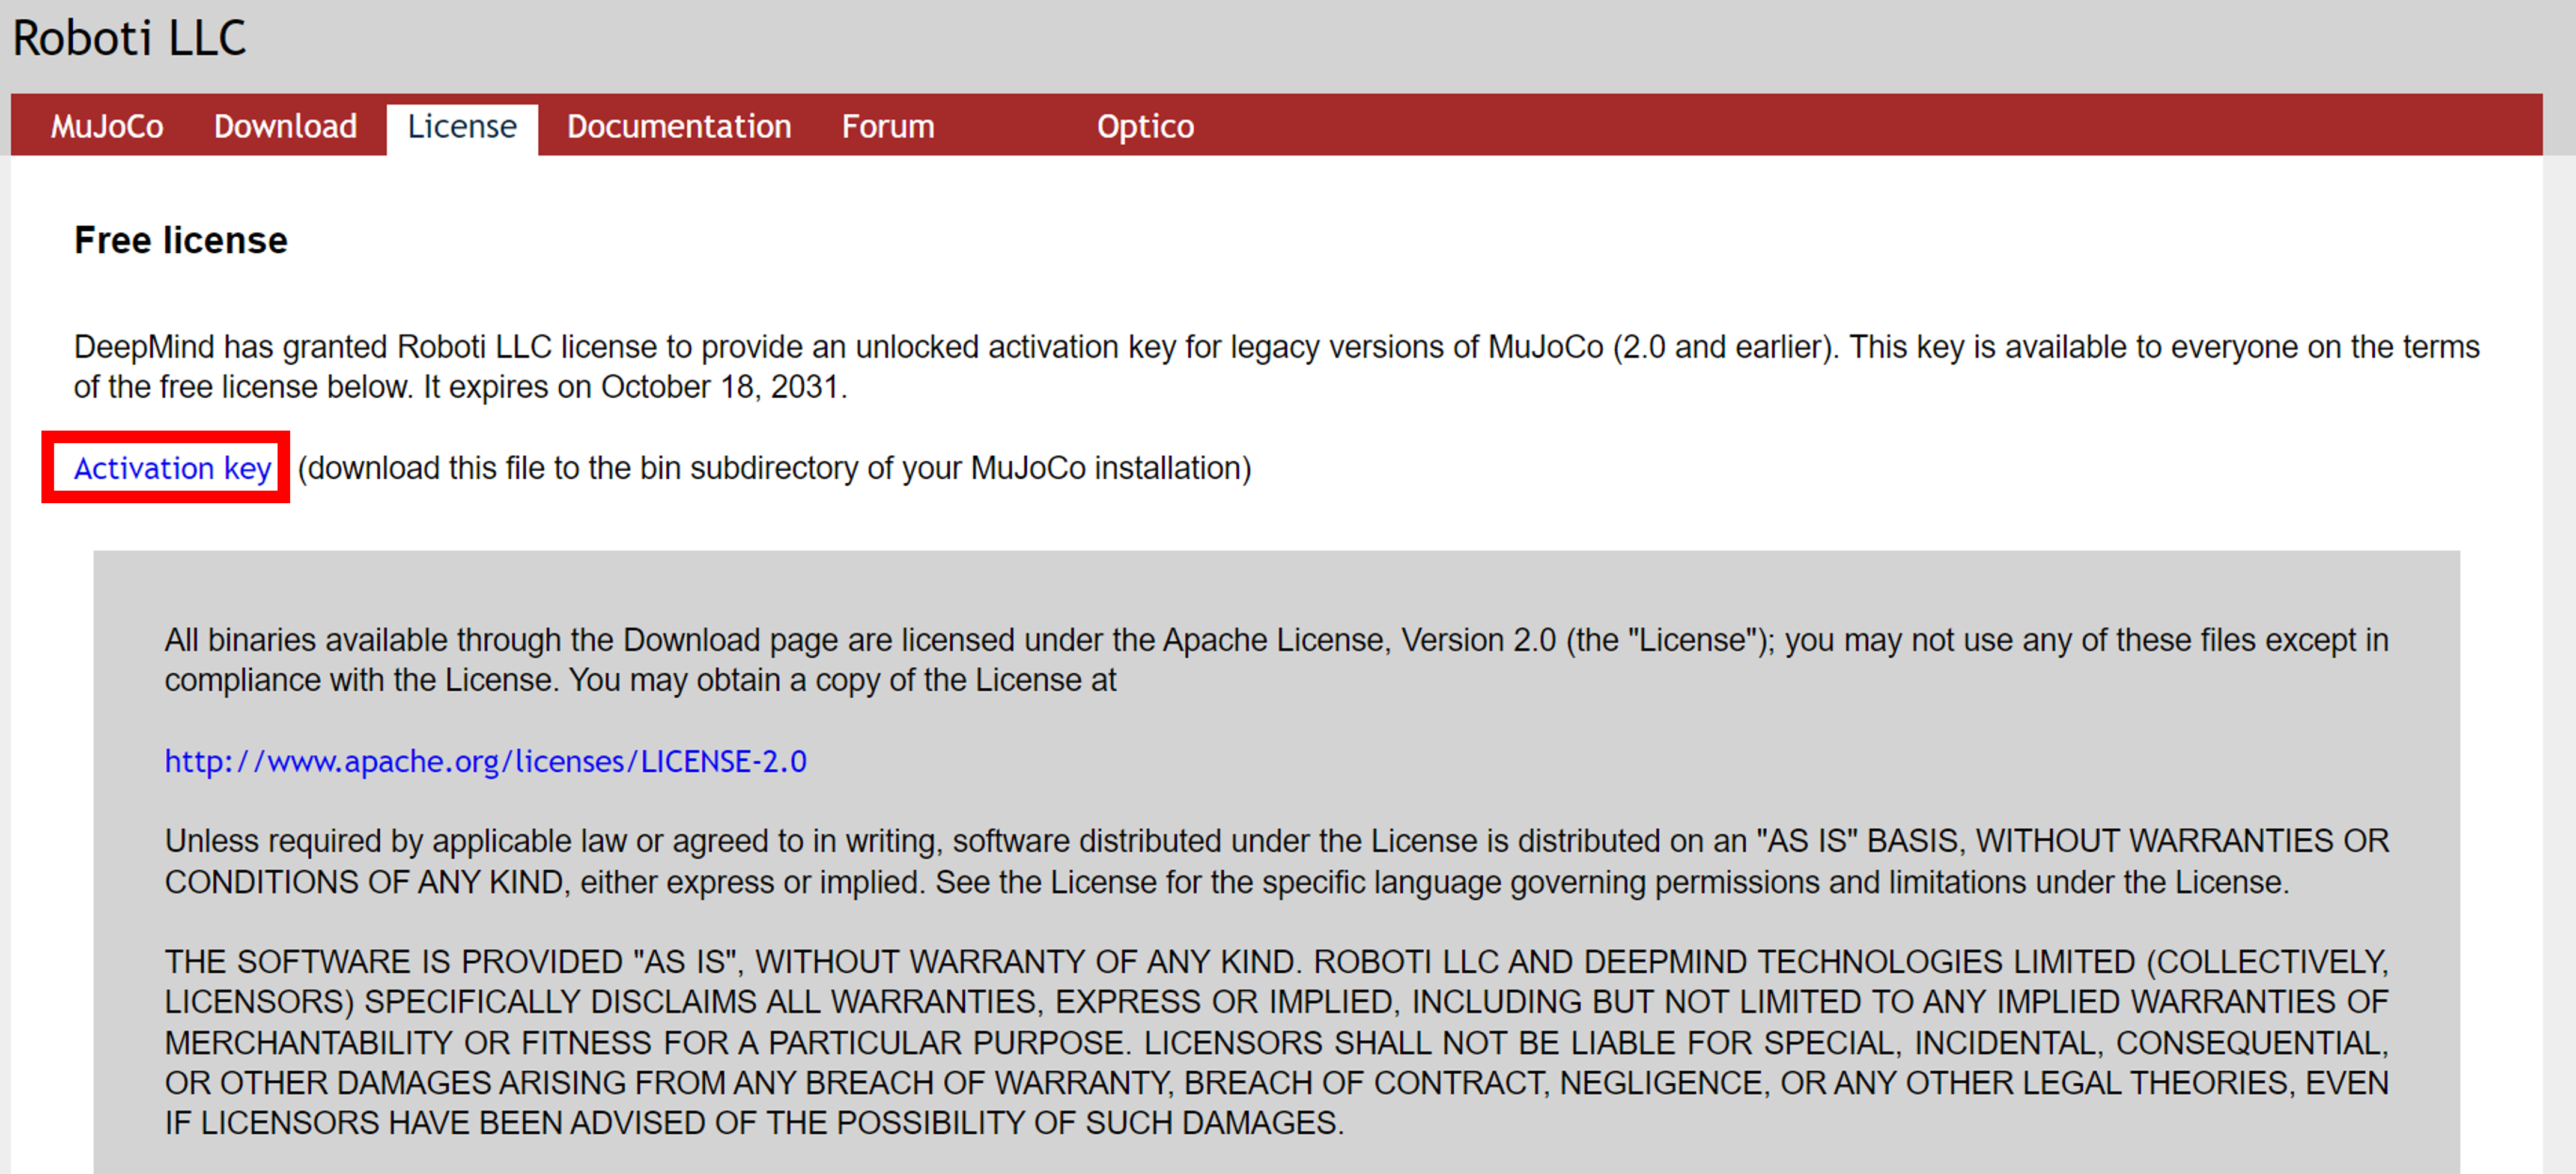 Roboti LLC
MuJoCo Download License Documentation Forum Optico
Free license
DeepMind has granted Roboti LLC license to provide an unlocked activation key for legacy versions of MuJoCo (2.0 and earlier). This key is available to everyone on the terms
of the free license below. It expires on October 18, 2031.
Activation key (download this file to the bin subdirectory of your MuJoCo installation)
All binaries available through the Download page are licensed under the Apache License, Version 2.0 (the "License"); you may not use any of these files except in
compliance with the License. You may obtain a copy of the License at
http://www.apache.org/licenses/LICENSE-2.0
Unless required by applicable law or agreed to in writing, software distributed under the License is distributed on an "AS IS" BASIS, WITHOUT WARRANTIES OR
CONDITIONS OF ANY KIND, either express or implied. See the License for the specific language governing permissions and limitations under the License.
THE SOFTWARE IS PROVIDED "AS IS", WITHOUT WARRANTY OF ANY KIND. ROBOTI LLC AND DEEPMIND TECHNOLOGIES LIMITED (COLLECTIVELY,
LICENSORS) SPECIFICALLY DISCLAIMS ALL WARRANTIES, EXPRESS OR IMPLIED, INCLUDING BUT NOT LIMITED TO ANY IMPLIED WARRANTIES OF
MERCHANTABILITY OR FITNESS FOR A PARTICULAR PURPOSE. LICENSORS SHALL NOT BE LIABLE FOR SPECIAL, INCIDENTAL, CONSEQUENTIAL,
OR OTHER DAMAGES ARISING FROM ANY BREACH OF WARRANTY, BREACH OF CONTRACT, NEGLIGENCE, OR ANY OTHER LEGAL THEORIES, EVEN
IF LICENSORS HAVE BEEN ADVISED OF THE POSSIBILITY OF SUCH DAMAGES.